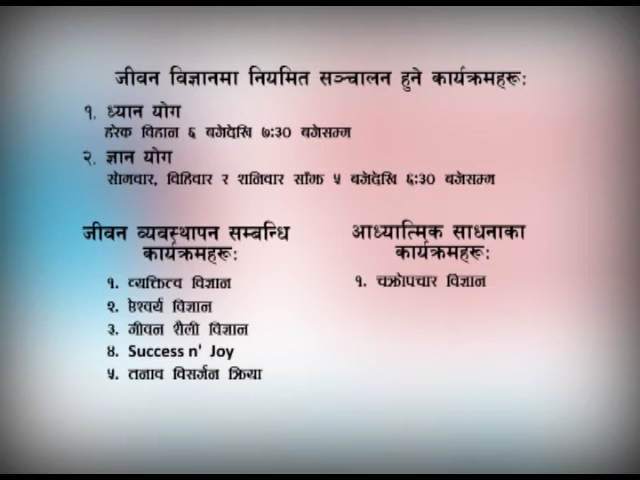 जीवन विज्ञानमा नियमित सञ्चालन हुने कार्यक्रमहरू:
१. ध्यान योग
हरेक विहान ६ बजेदेखि ७:३० बजेसम्म
२. ज्ञान योग
सोमवार, विहिवार र शनिवार साँझ ५ बजेदेखि ६:३० बजेसम्म
जीवन व्यवस्थापन सम्बन्धि
कार्यक्रमहरू:
१. व्यक्तित्व विज्ञान
२. ऐश्वर्य विज्ञान
३. जीवन शैली विज्ञान
४. Success n' Joy
५. तनाव विसर्जन क्रिया
आध्यात्मिक साधनाका
कार्यक्रमहरू:
१. चक्रोपचार विज्ञान